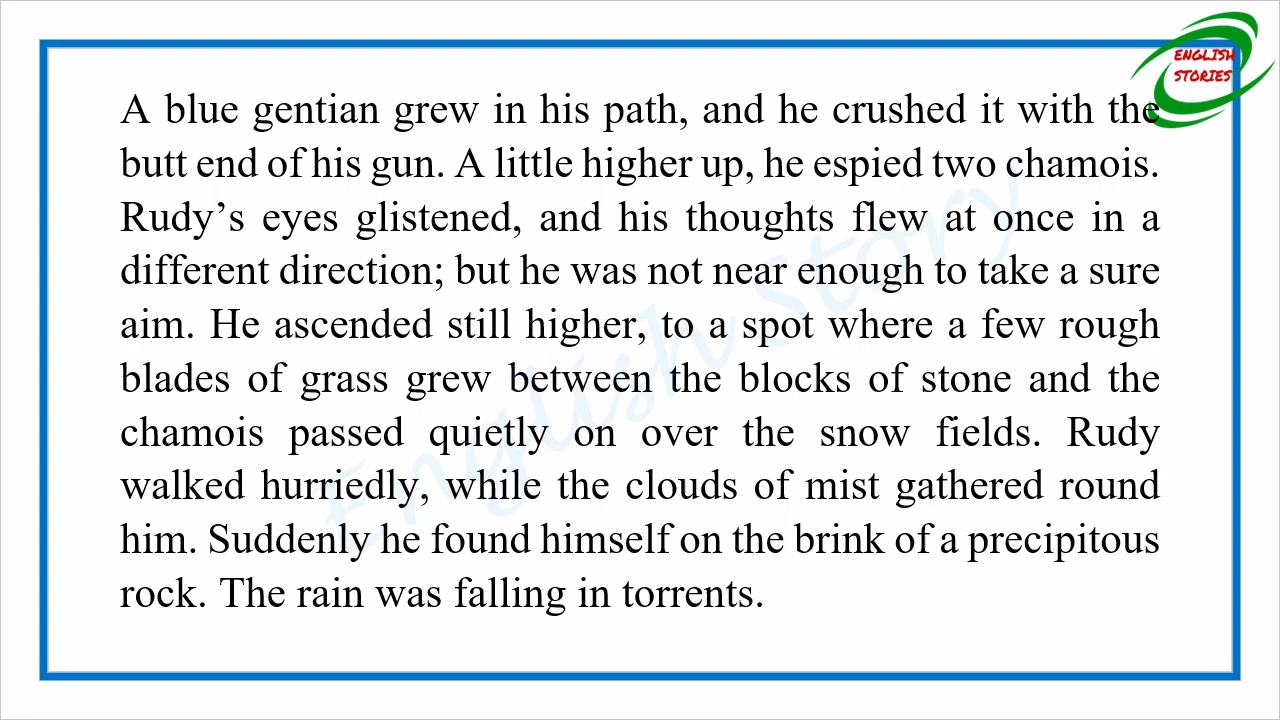 ENGLISH
STORIES
A blue gentian grew in his path, and he crushed it with the
butt end of his gun. A little higher up, he espied two chamois.
Rudy’s eyes glistened, and his thoughts flew at once in a
different direction; but he was not near enough to take a sure
aim. He ascended still higher, to a spot where a few rough
blades of grass grew between the blocks of stone and the
chamois passed quietly on over the snow fields. Rudy
walked hurriedly, while the clouds of mist gathered round
him. Suddenly he found himself on the brink of a precipitous
rock. The rain was falling in torrents.
English Story